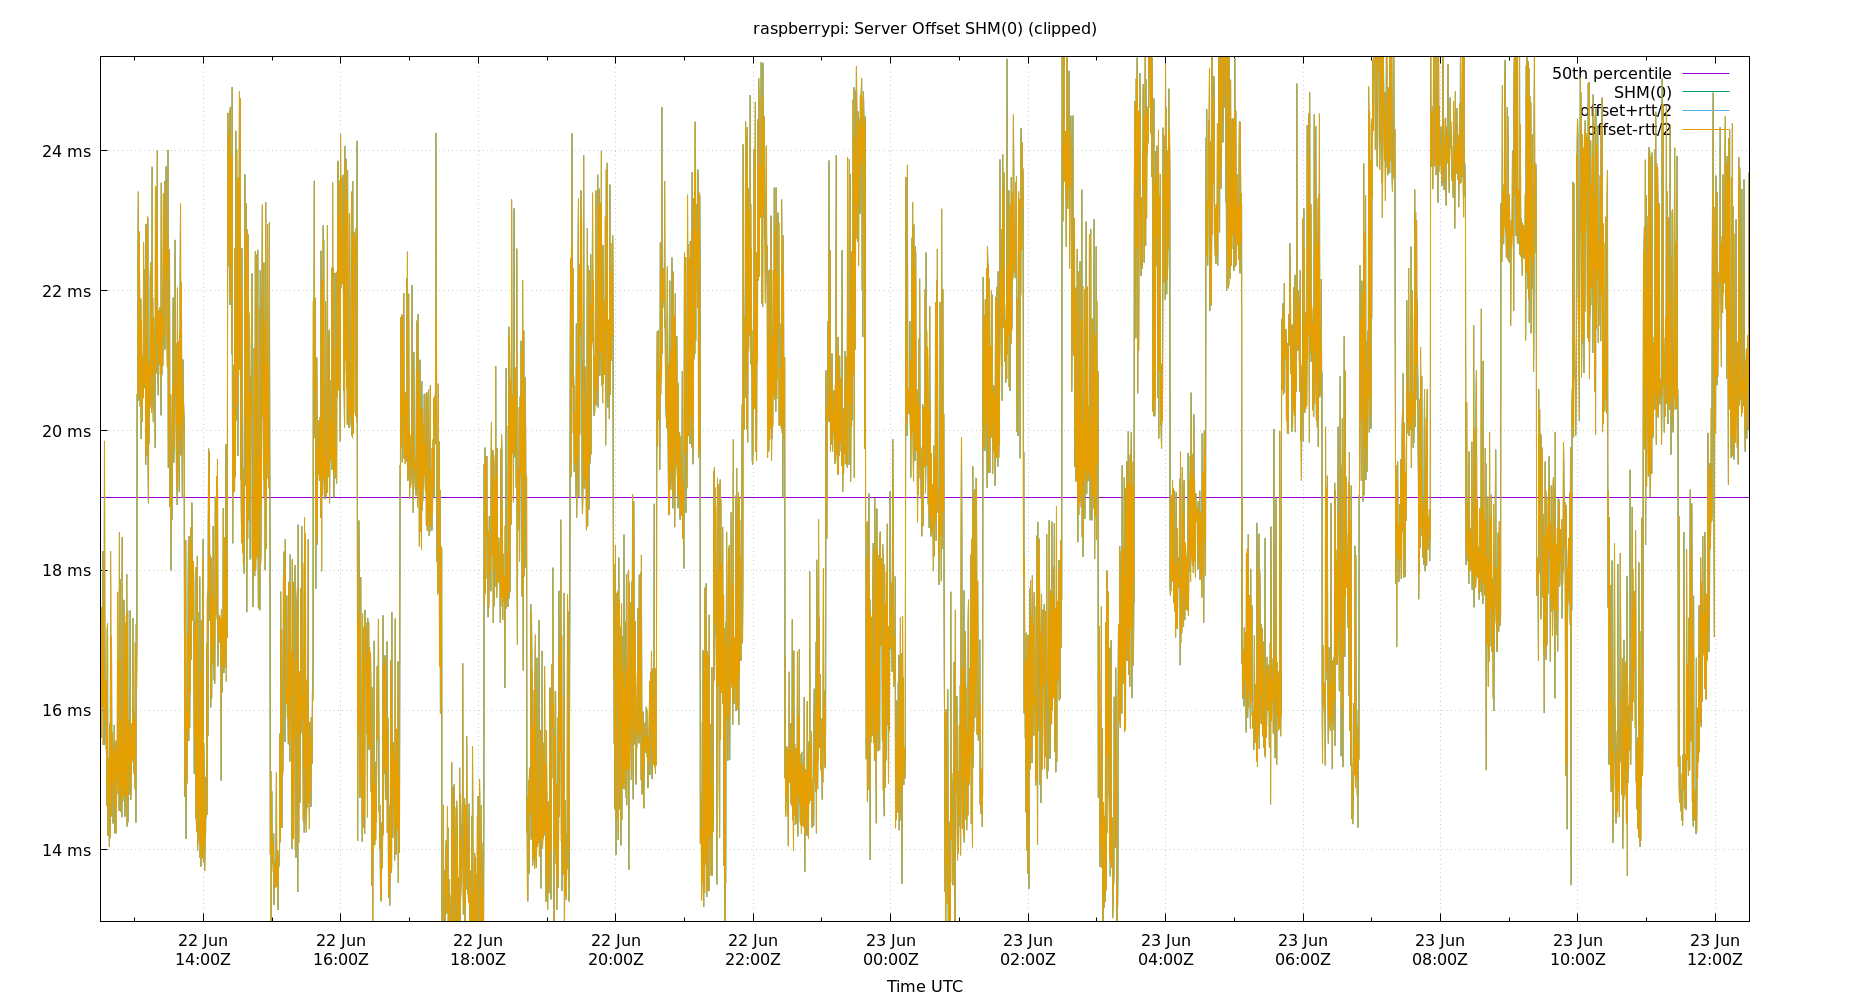 raspberrypi: Server Offset SHM(0) (clipped)
50th percentile
SHM(0)
offset+rtt/2
offset-rtt/2
24 ms
22 ms
20 ms
18 ms
16 ms
14 ms
22 Jun 22 Jun 22 Jun 22 Jun 22 Jun 23 Jun 23 Jun 23 Jun 23 Jun 23 Jun 23 Jun 23 Jun
14:00Z 16:00Z 18:00Z 20:00Z 22:00Z 00:00Z 02:00Z 04:00Z 06:00Z 08:00Z 10:00Z 12:00Z
Time UTC